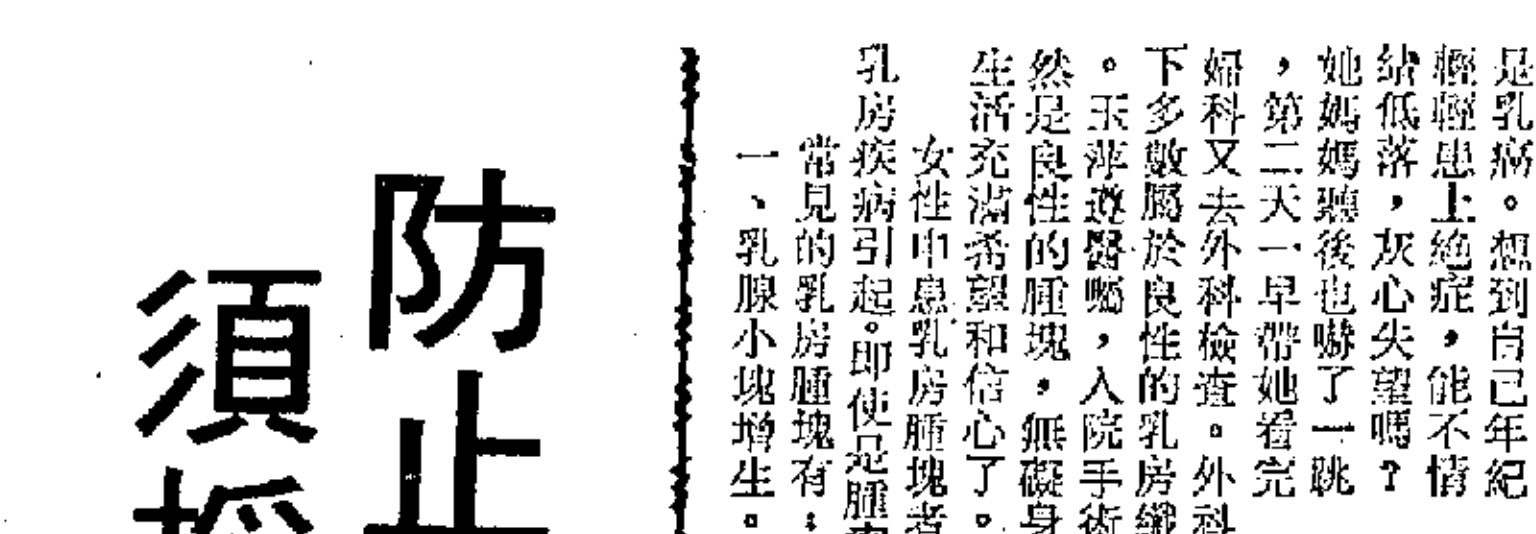 是乳病。想到自己年紀
輕輕患上絶症，能不情
緒低落，灰心失望嗎？
她媽媽聽後也嚇了一跳
，第二天一早帶她看完
婦科又去外科檢查。外科
下多數屬於良性的乳房纖
。玉萍遵醫囑，入院手術
然是良性的腫塊，無礙身
生活充滿希望和信心了。
女性中患乳房腫塊者
乳房疾病引起。即使是腫
常見的乳房腫塊有：
一、乳腺小塊增生。
防止
須